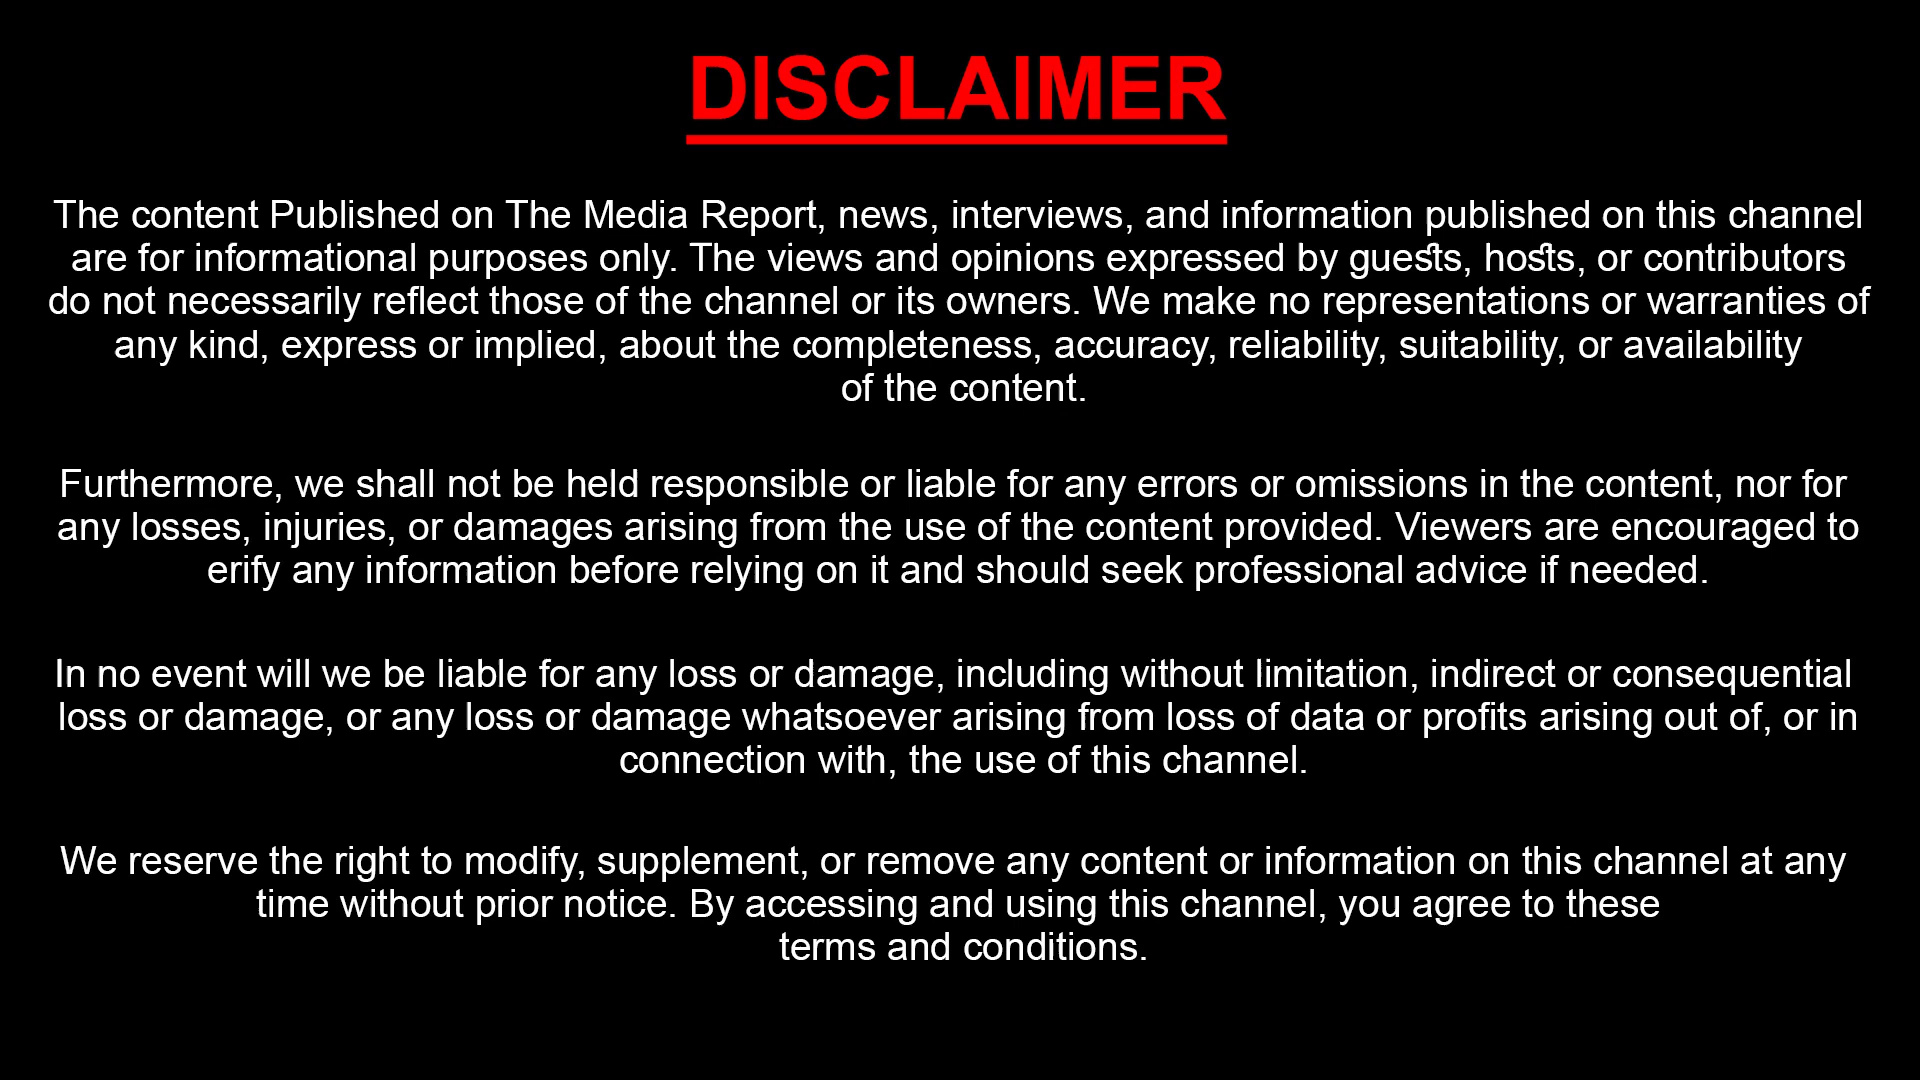 DISCLAIMER
The content Published on The Media Report, news, interviews, and information published on this channel
are for informational purposes only. The views and opinions expressed by guests, hosts, or contributors
do not necessarily reflect those of the channel or its owners. We make no representations or warranties of
any kind, express or implied, about the completeness, accuracy, reliability, suitability, or availability
of the content.
Furthermore, we shall not be held responsible or liable for any errors or omissions in the content, nor for
any losses, injuries, or damages arising from the use of the content provided. Viewers are encouraged to
erify any information before relying on it and should seek professional advice if needed.
In no event will we be liable for any loss or damage, including without limitation, indirect or consequential
loss or damage, or any loss or damage whatsoever arising from loss of data or profits arising out of, or in
connection with, the use of this channel.
We reserve the right to modify, supplement, or remove any content or information on this channel at any
time without prior notice. By accessing and using this channel, you agree to these
terms and conditions.